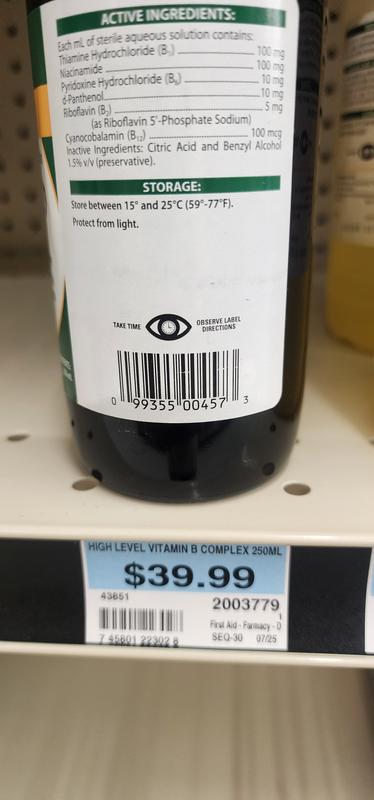 ACTIVE INGREDIENTS:
Each mL of sterile aqueous solution contains:
Thiamine Hydrochloride (B₁) 100 mg
Niacinamide 100 mg
Pyridoxine Hydrochloride (B₆) 10 mg
d-Panthenol 10 mg
Riboflavin (B₂) 5 mg
(as Riboflavin 5'-Phosphate Sodium)
Cyanocobalamin (B₁₂) 100 mcg
Inactive Ingredients: Citric Acid and Benzyl Alcohol
1.5% v/v (preservative).
STORAGE:
Store between 15° and 25°C (59°-77°F).
Protect from light.
TAKE TIME OBSERVE LABEL
DIRECTIONS
0 99355 00457 3
HIGH LEVEL VITAMIN B COMPLEX 250ML
$39.99
43651
2003779
1
First Aid - Farmacy - D
7 45801 22302 8 SEQ-30 07/25